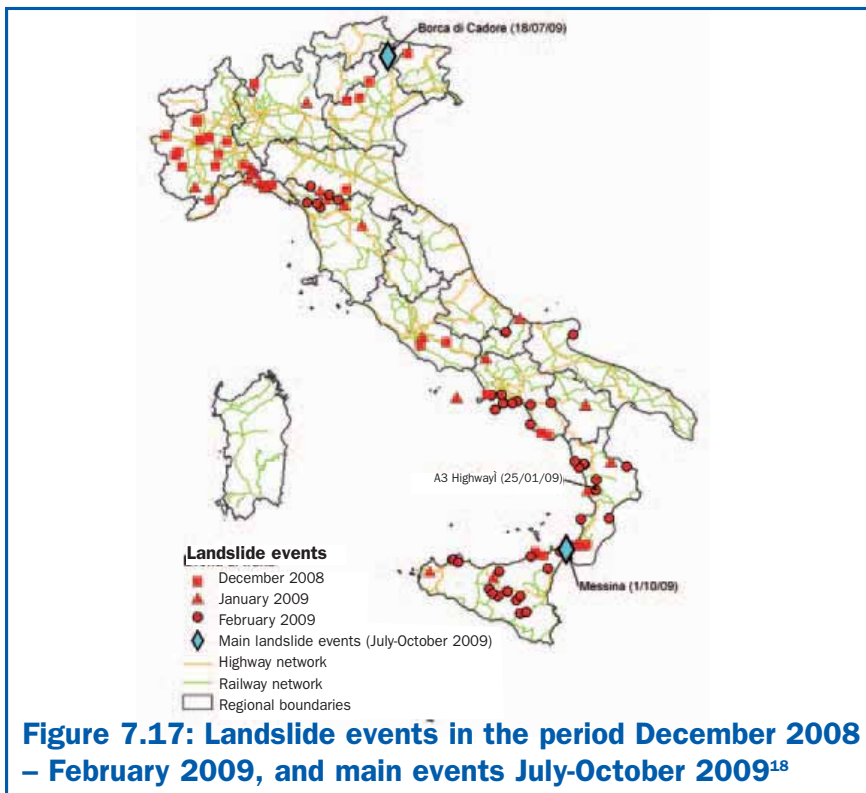 Borca di Cadore (18/07/09)
A3 HighwayÌ (25/01/09)
Messina (1/10/09)
Landslide events
December 2008
January 2009
February 2009
Main landslide events (July-October 2009)
Highway network
Railway network
Regional boundaries
Figure 7.17: Landslide events in the period December 2008
– February 2009, and main events July-October 2009¹⁸